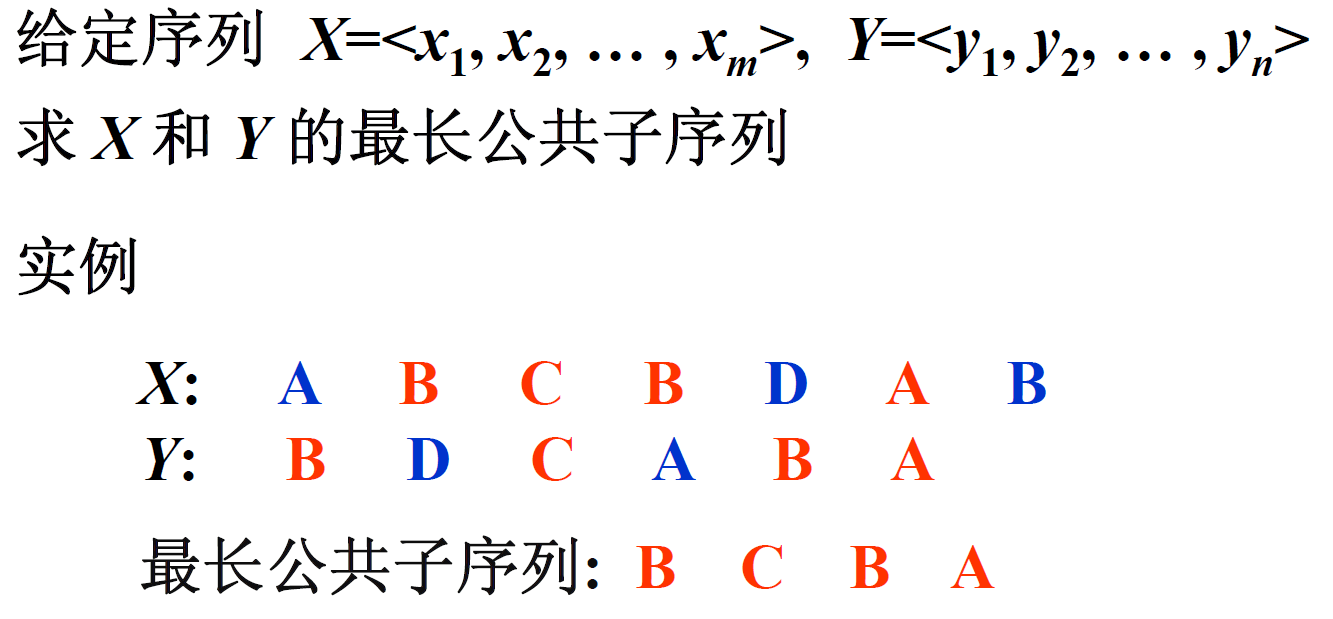 给定序列 X=<x₁, x₂, … , xₘ>, Y=<y₁, y₂, … , yₙ>
求 X 和 Y 的最长公共子序列
实例
X: A B C B D A B
Y: B D C A B A
最长公共子序列: B C B A